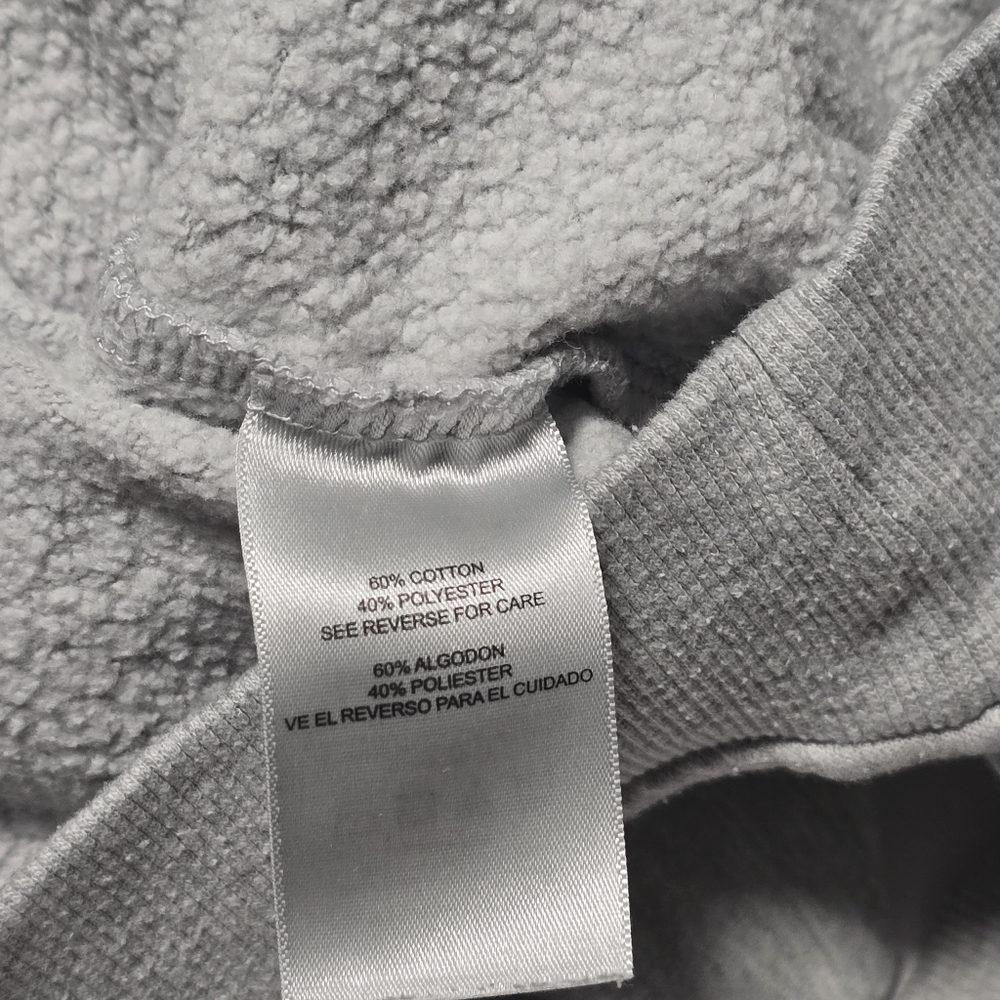 60% COTTON
40% POLYESTER
SEE REVERSE FOR CARE
60% ALGODON
40% POLIESTER
VE EL REVERSO PARA EL CUIDADO